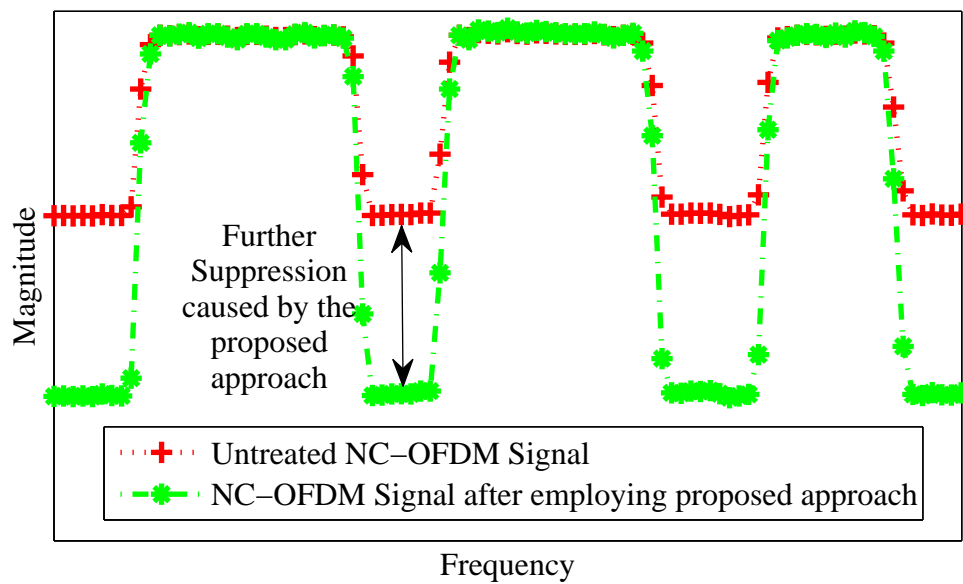 Magnitude
Further
Suppression
caused by the
proposed
approach
Untreated NC−OFDM Signal
NC−OFDM Signal after employing proposed approach
Frequency